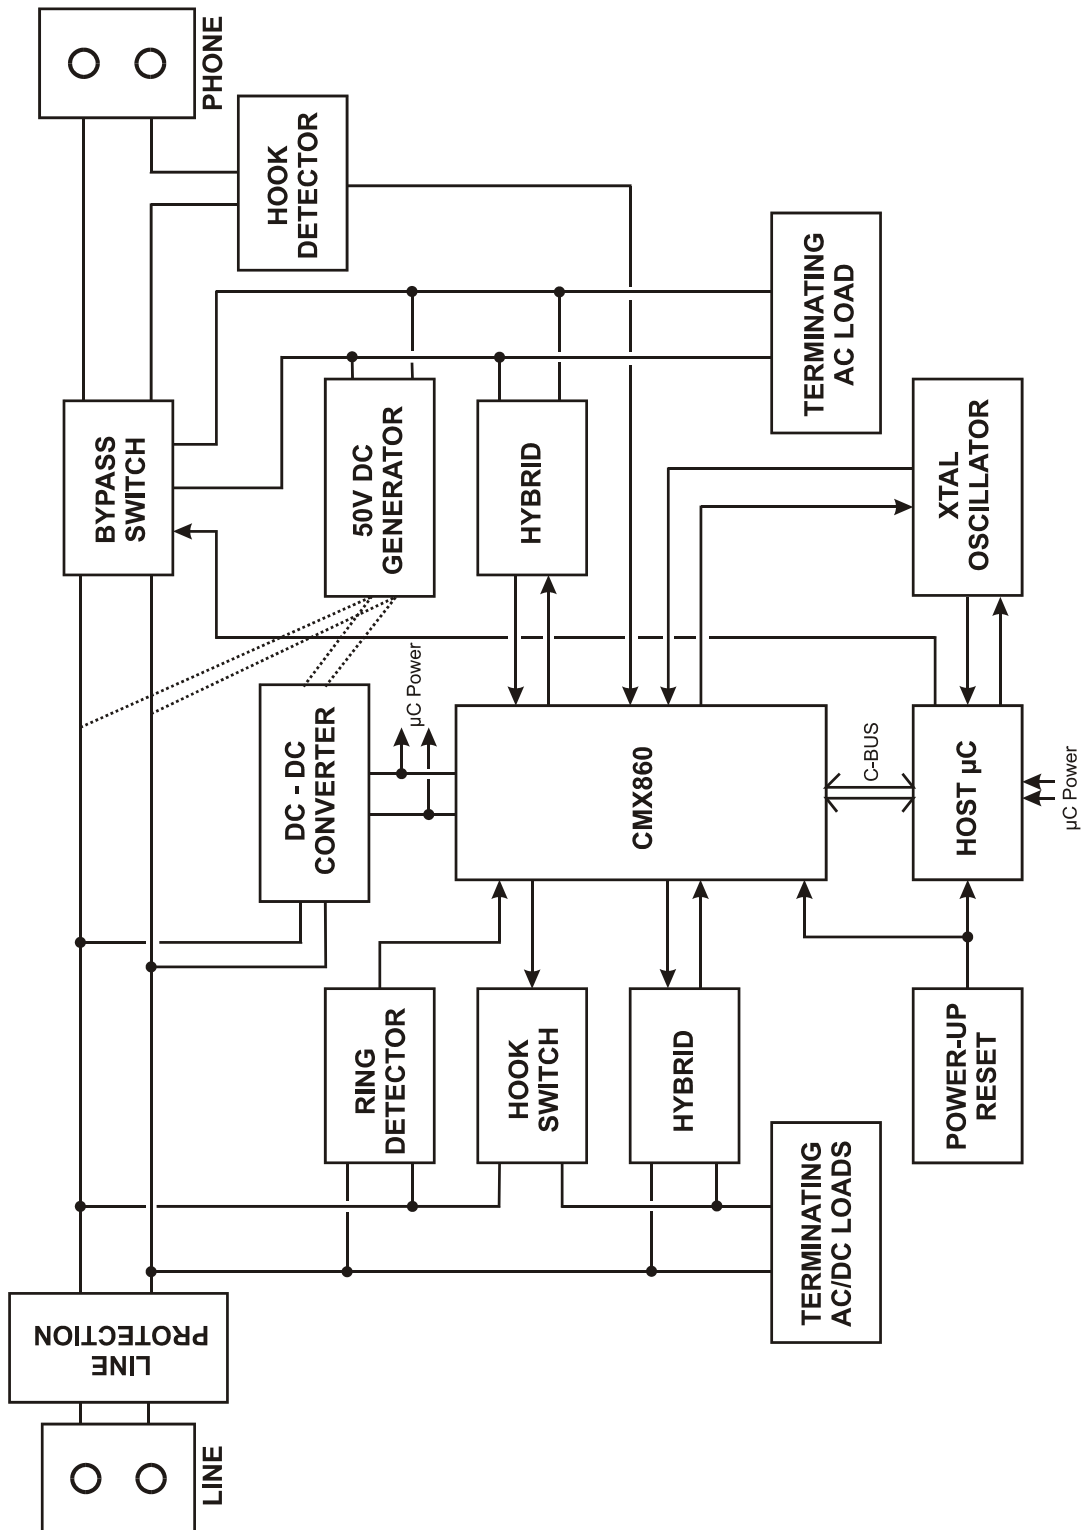 LINE
LINE
PROTECTION
BYPASS
SWITCH
PHONE
HOOK
DETECTOR
DC - DC
CONVERTER
50V DC
GENERATOR
µC Power
RING
DETECTOR
HOOK
SWITCH
HYBRID
CMX860
HYBRID
TERMINATING
AC/DC LOADS
C-BUS
TERMINATING
AC LOAD
POWER-UP
RESET
HOST µC
XTAL
OSCILLATOR
µC Power